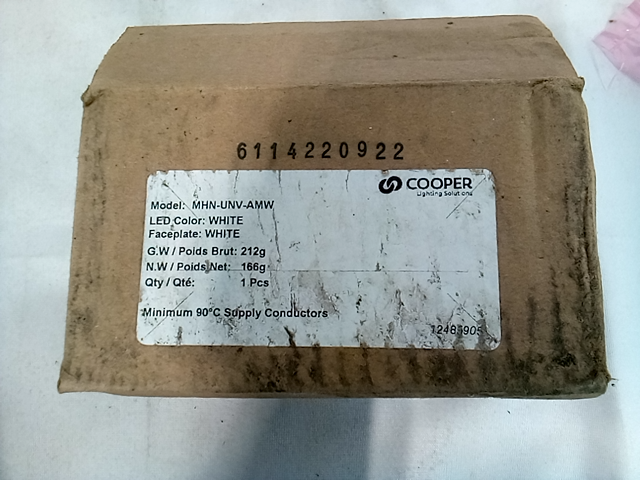 6114220922
COOPER
Lighting Solutions
Model: MHN-UNV-AMW
LED Color: WHITE
Faceplate: WHITE
G.W / Poids Brut: 212g
N.W / Poids Net: 166g
Qty / Qté: 1 Pcs
Minimum 90°C Supply Conductors